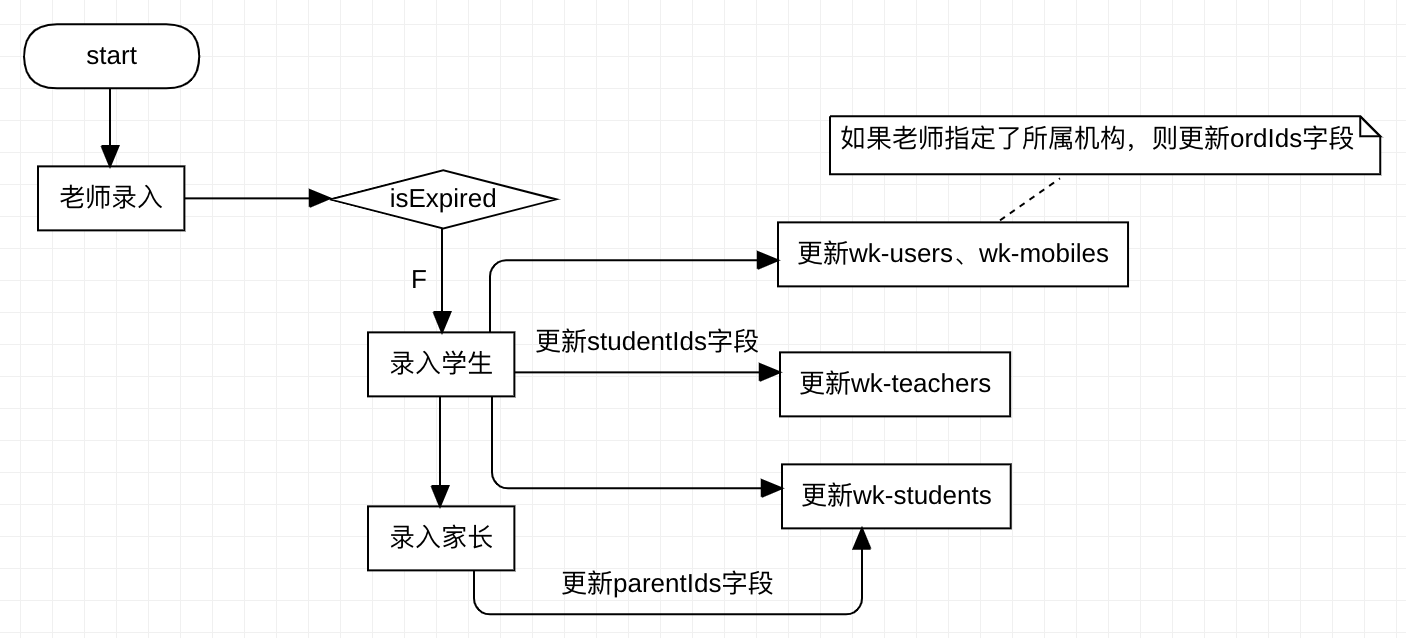 start
如果老师指定了所属机构，则更新ordIds字段
老师录入
isExpired
更新wk-users、wk-mobiles
F
更新studentIds字段
录入学生
更新wk-teachers
更新wk-students
录入家长
更新parentIds字段